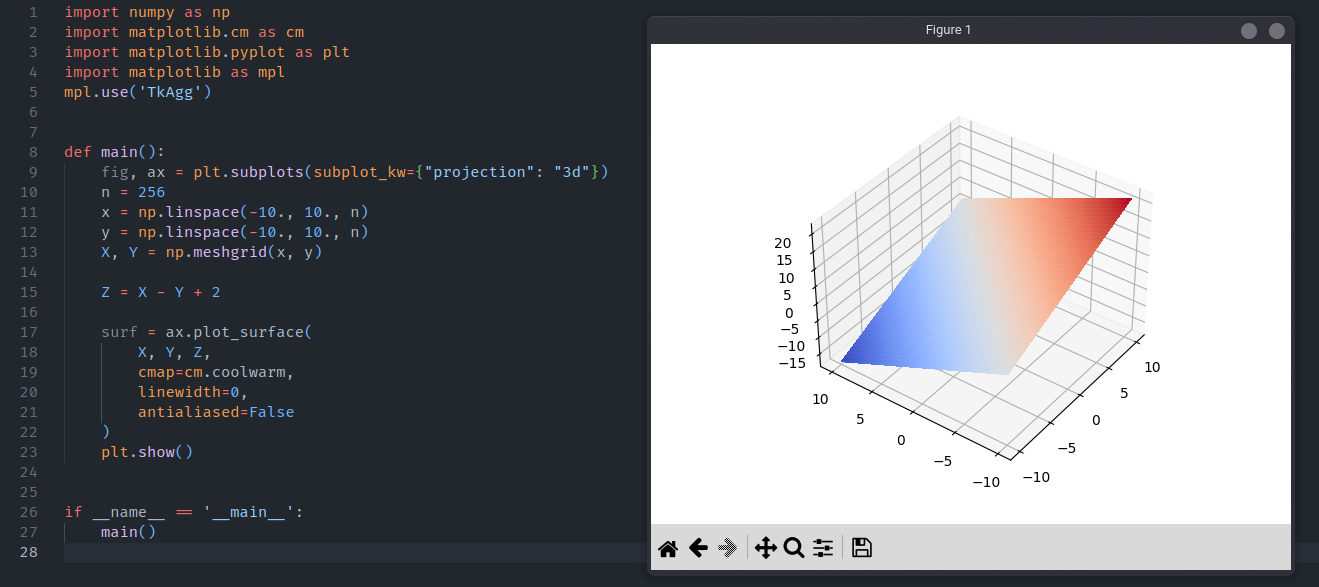 1 import numpy as np
2 import matplotlib.cm as cm
3 import matplotlib.pyplot as plt
4 import matplotlib as mpl
5 mpl.use('TkAgg')
6
7
8 def main():
9     fig, ax = plt.subplots(subplot_kw={"projection": "3d"})
10     n = 256
11     x = np.linspace(-10., 10., n)
12     y = np.linspace(-10., 10., n)
13     X, Y = np.meshgrid(x, y)
14
15     Z = X - Y + 2
16
17     surf = ax.plot_surface(
18         X, Y, Z,
19         cmap=cm.coolwarm,
20         linewidth=0,
21         antialiased=False
22     )
23     plt.show()
24
25
26 if __name__ == '__main__':
27     main()
28
Figure 1
20
15
10
5
0
−5
−10
−15
10
5
0
−5
−10
−10
−5
0
5
10